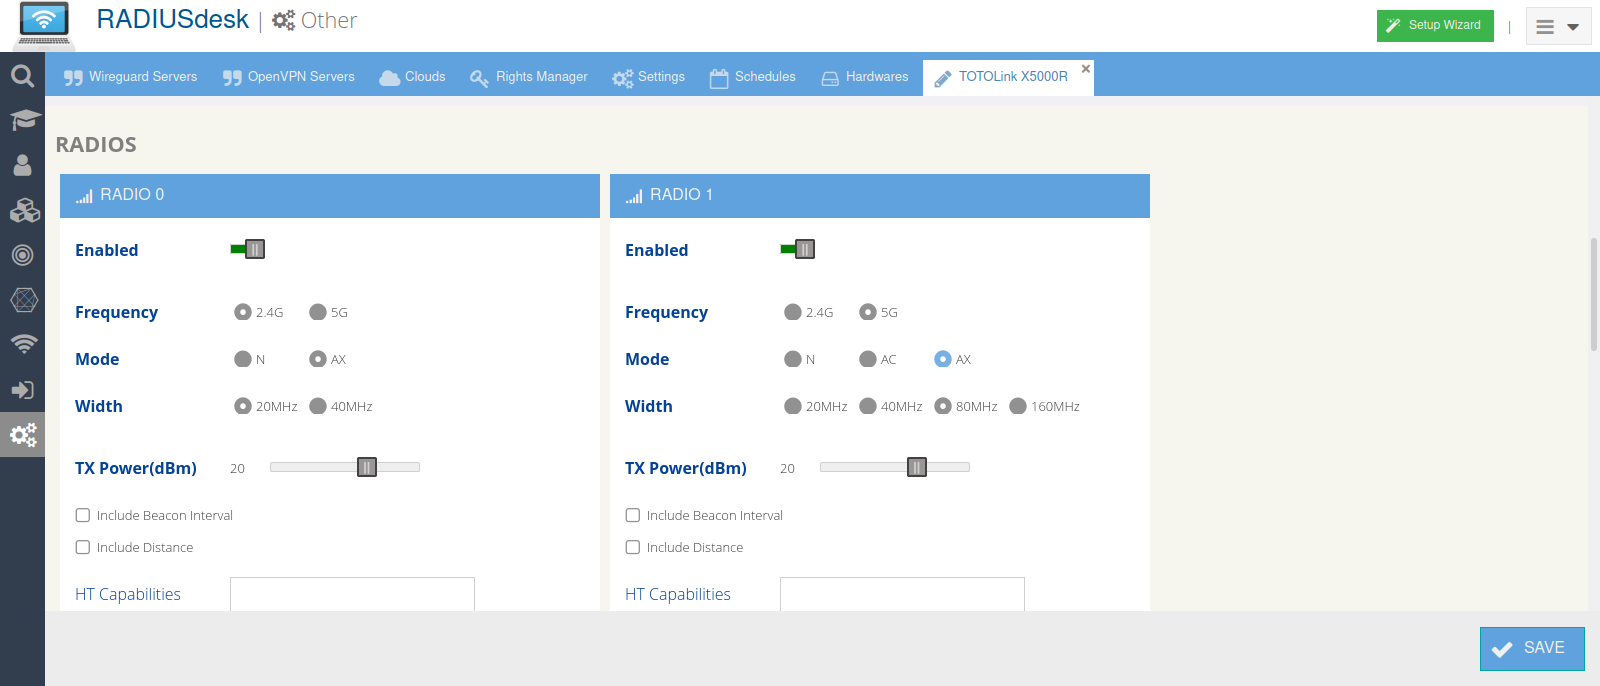 RADIUSdesk | Other
Setup Wizard
Wireguard Servers OpenVPN Servers Clouds Rights Manager Settings Schedules Hardwares TOTOLink X5000R
RADIOS
RADIO 0
Enabled
Frequency 2.4G 5G
Mode N AX
Width 20MHz 40MHz
TX Power(dBm) 20
Include Beacon Interval
Include Distance
HT Capabilities
RADIO 1
Enabled
Frequency 2.4G 5G
Mode N AC AX
Width 20MHz 40MHz 80MHz 160MHz
TX Power(dBm) 20
Include Beacon Interval
Include Distance
HT Capabilities
SAVE